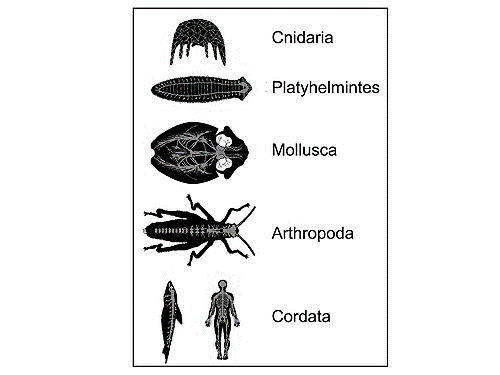 Cnidaria
Platyhelmintes
Mollusca
Arthropoda
Cordata